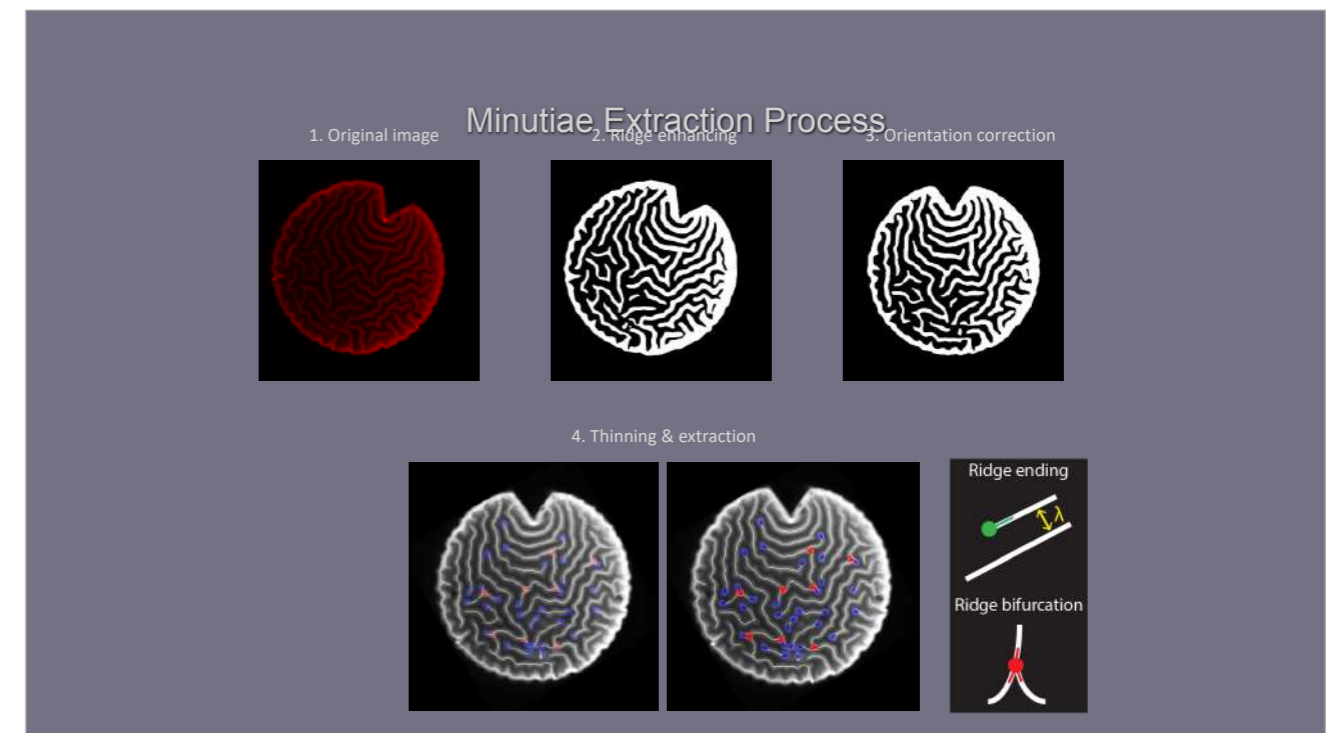 Minutiae Extraction Process
1. Original image
2. Ridge enhancing
3. Orientation correction
4. Thinning & extraction
Ridge ending
λ
Ridge bifurcation